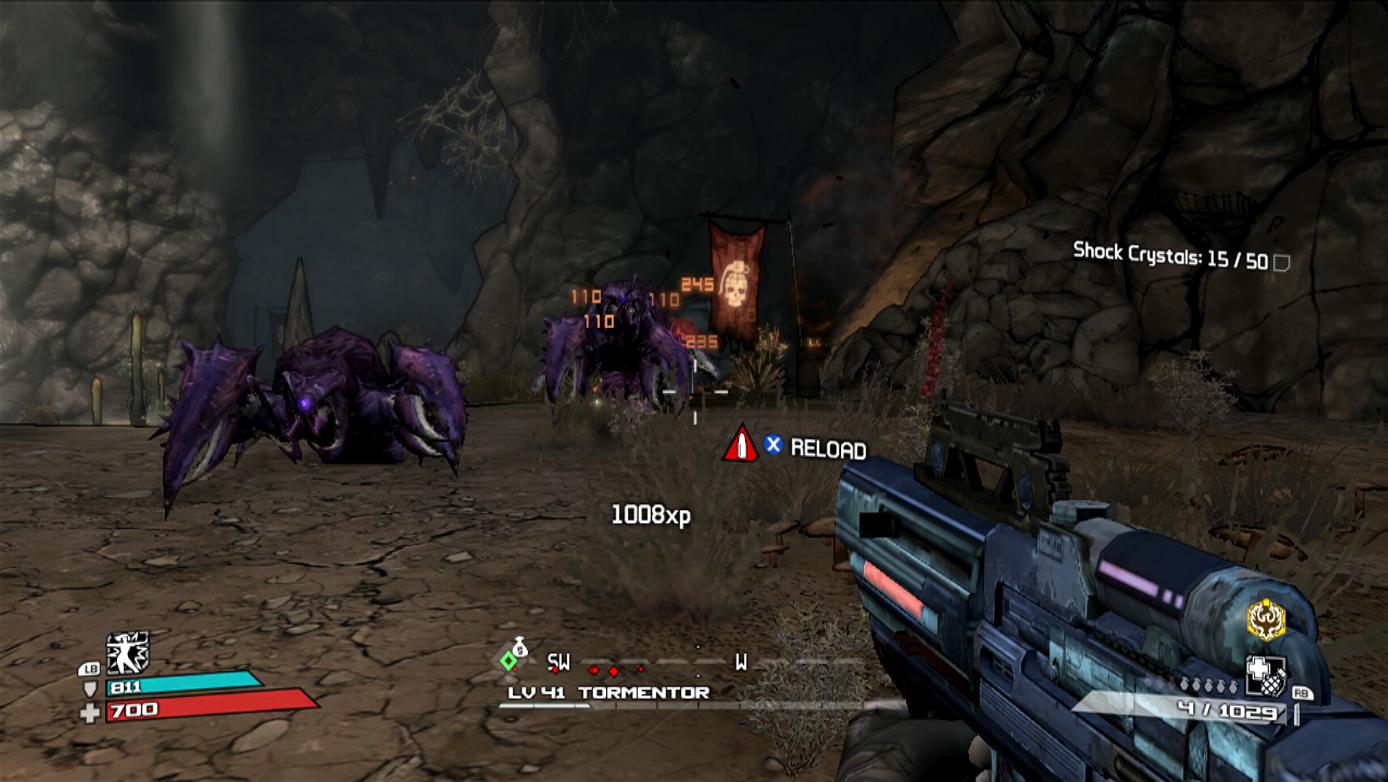 245
110 110
110
235
Shock Crystals: 15 / 50
X RELOAD
1008xp
LB
811
700
SW W
LV 41 TORMENTOR
RB
4 / 1029